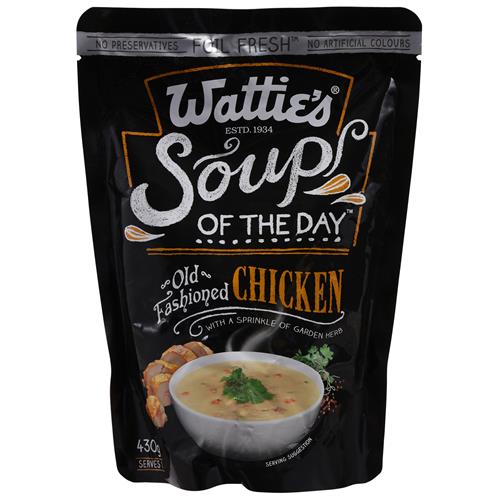 NO PRESERVATIVES FOIL FRESH™ NO ARTIFICIAL COLOURS
Wattie's®
ESTD. 1934
Soup
OF THE DAY™
Old
Fashioned
CHICKEN
WITH A SPRINKLE OF GARDEN HERB
430g
SERVES
SERVING SUGGESTION